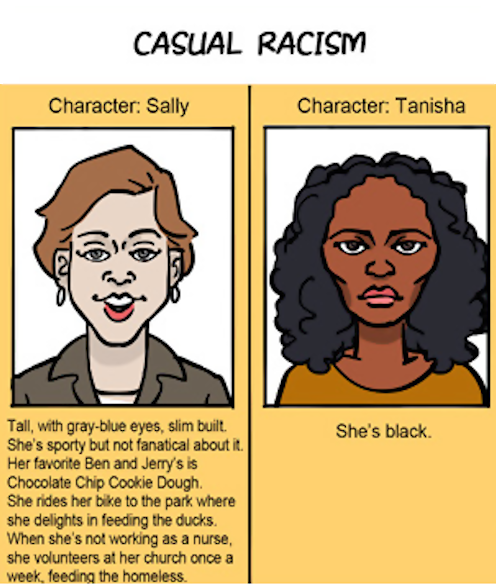 CASUAL RACISM
Character: Sally
Tall, with gray-blue eyes, slim built.
She's sporty but not fanatical about it.
Her favorite Ben and Jerry's is
Chocolate Chip Cookie Dough.
She rides her bike to the park where
she delights in feeding the ducks.
When she's not working as a nurse,
she volunteers at her church once a
week, feeding the homeless.
Character: Tanisha
She's black.